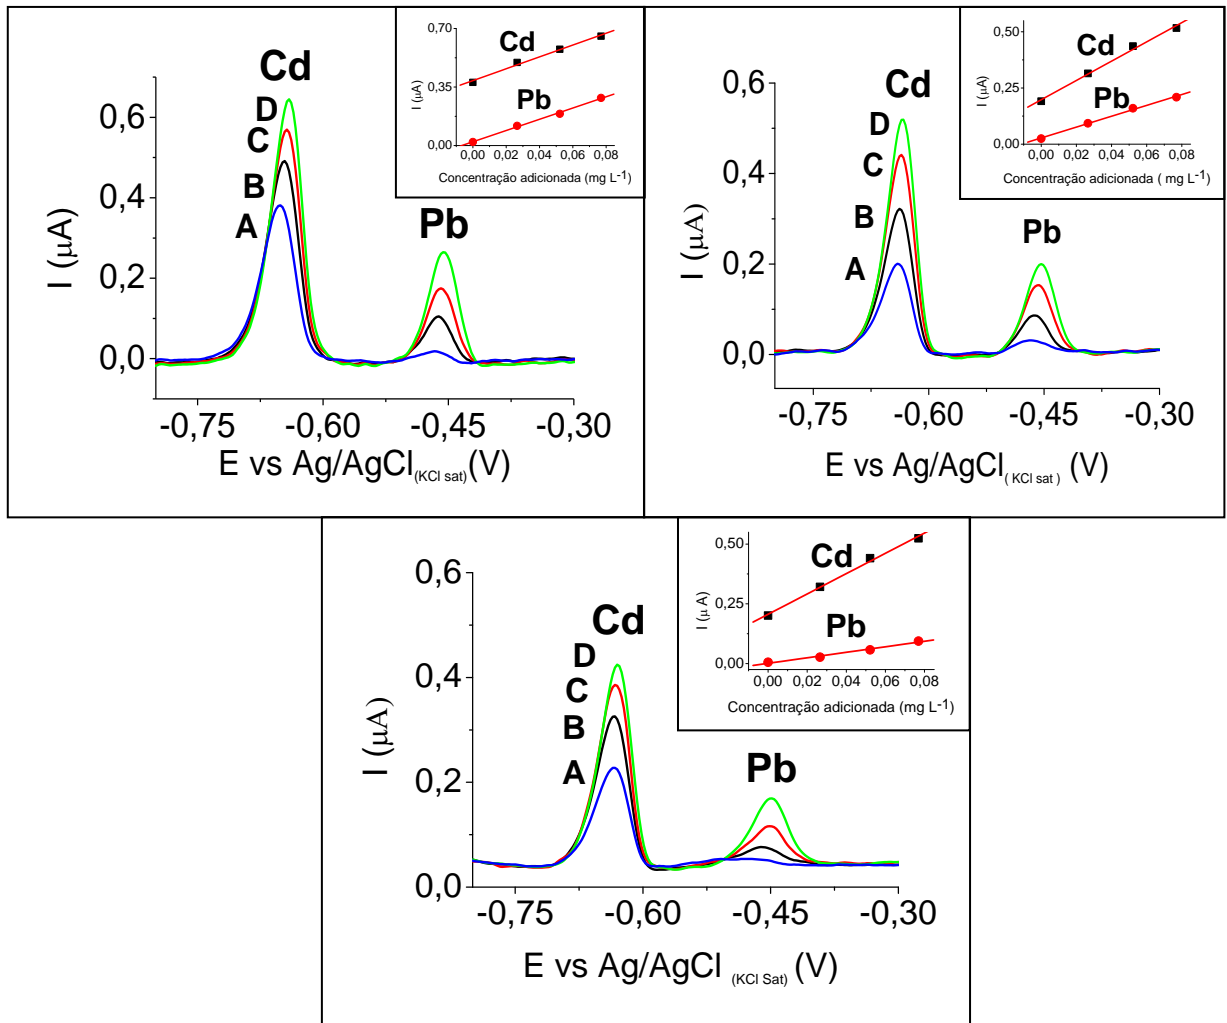 0,70
0,35
0,00
I (µA)
Cd
Pb
0,00 0,02 0,04 0,06 0,08
Concentração adicionada (mg L-1)
Cd
D
C
B
A
Pb
0,6
0,4
0,2
0,0
I (µA)
-0,75 -0,60 -0,45 -0,30
E vs Ag/AgCl(KCl sat)(V)
0,50
0,25
0,00
I (µA)
Cd
Pb
0,00 0,02 0,04 0,06 0,08
Concentração adicionada ( mg L-1)
Cd
D
C
B
A
Pb
0,6
0,4
0,2
0,0
I (µA)
-0,75 -0,60 -0,45 -0,30
E vs Ag/AgCl( KCl sat ) (V)
0,50
0,25
0,00
I (µ A)
Cd
Pb
0,00 0,02 0,04 0,06 0,08
Concentração adicionada (mg L-1)
Cd
D
C
B
A
Pb
0,6
0,4
0,2
0,0
I (µA)
-0,75 -0,60 -0,45 -0,30
E vs Ag/AgCl (KCl Sat) (V)